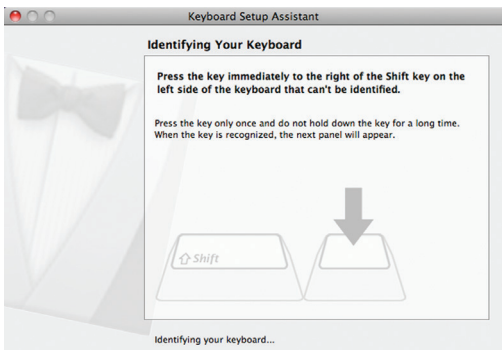 Keyboard Setup Assistant
Identifying Your Keyboard
Press the key immediately to the right of the Shift key on the
left side of the keyboard that can't be identified.
Press the key only once and do not hold down the key for a long time.
When the key is recognized, the next panel will appear.
⇧ Shift
Identifying your keyboard...